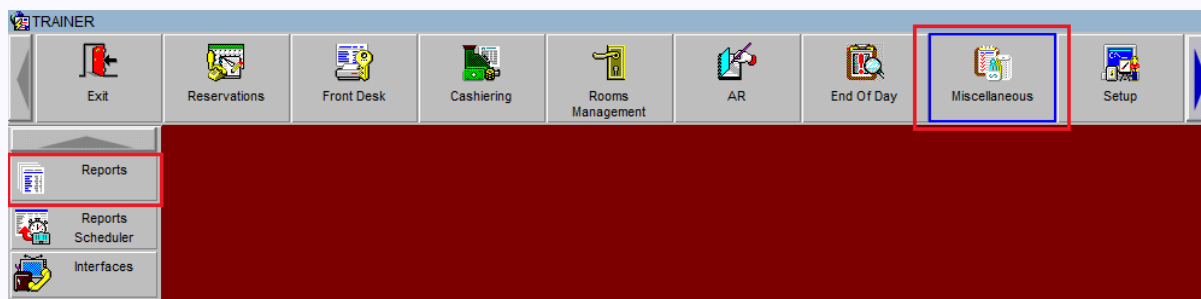 TRAINER
Exit
Reservations
Front Desk
Cashiering
Rooms
Management
AR
End Of Day
Miscellaneous
Setup
Reports
Reports
Scheduler
Interfaces